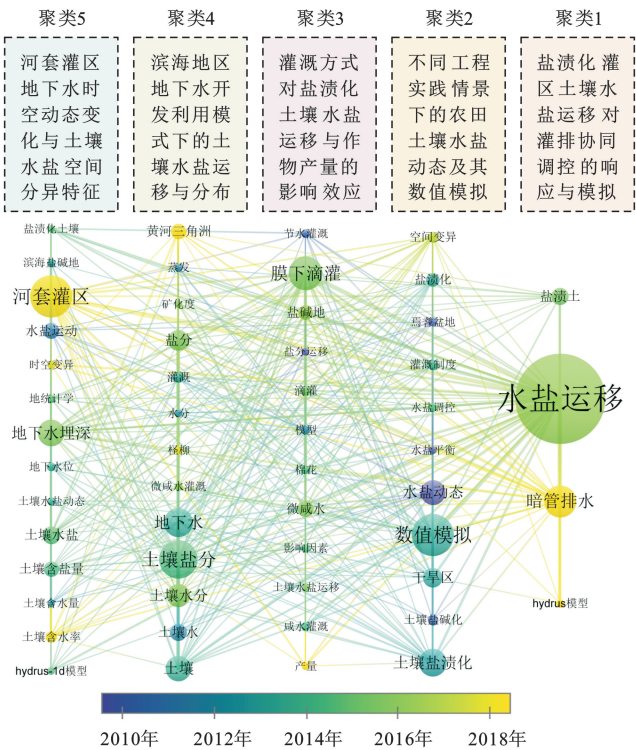 聚类5
聚类4
聚类3
聚类2
聚类1
河套灌区
地下水时
空动态变
化与土壤
水盐空间
分异特征
滨海地区
地下水开
发利用模
式下的土
壤水盐运
移与分布
灌溉方式
对盐渍化
土壤水盐
运移与作
物产量的
影响效应
不同工程
实践情景
下的农田
土壤水盐
动态及其
数值模拟
盐渍化灌
区土壤水
盐运移对
灌排协同
调控的响
应与模拟
盐渍化土壤
滨海盐碱地
河套灌区
水盐运动
时空变异
地统计学
地下水埋深
地下水位
土壤水盐动态
土壤水盐
土壤含盐量
土壤含水量
土壤含水率
hydrus-1d模型
黄河三角洲
蒸发
矿化度
盐分
灌溉
水分
柽柳
微咸水灌溉
地下水
土壤盐分
土壤水分
土壤水
土壤
节水灌溉
膜下滴灌
盐碱地
盐分运移
滴灌
模型
棉花
微咸水
影响因素
土壤水盐运移
咸水灌溉
产量
空间变异
盐渍化
焉耆盆地
灌溉制度
水盐调控
水盐平衡
水盐动态
数值模拟
干旱区
土壤盐碱化
土壤盐渍化
盐渍土
水盐运移
暗管排水
hydrus模型
2010年
2012年
2014年
2016年
2018年